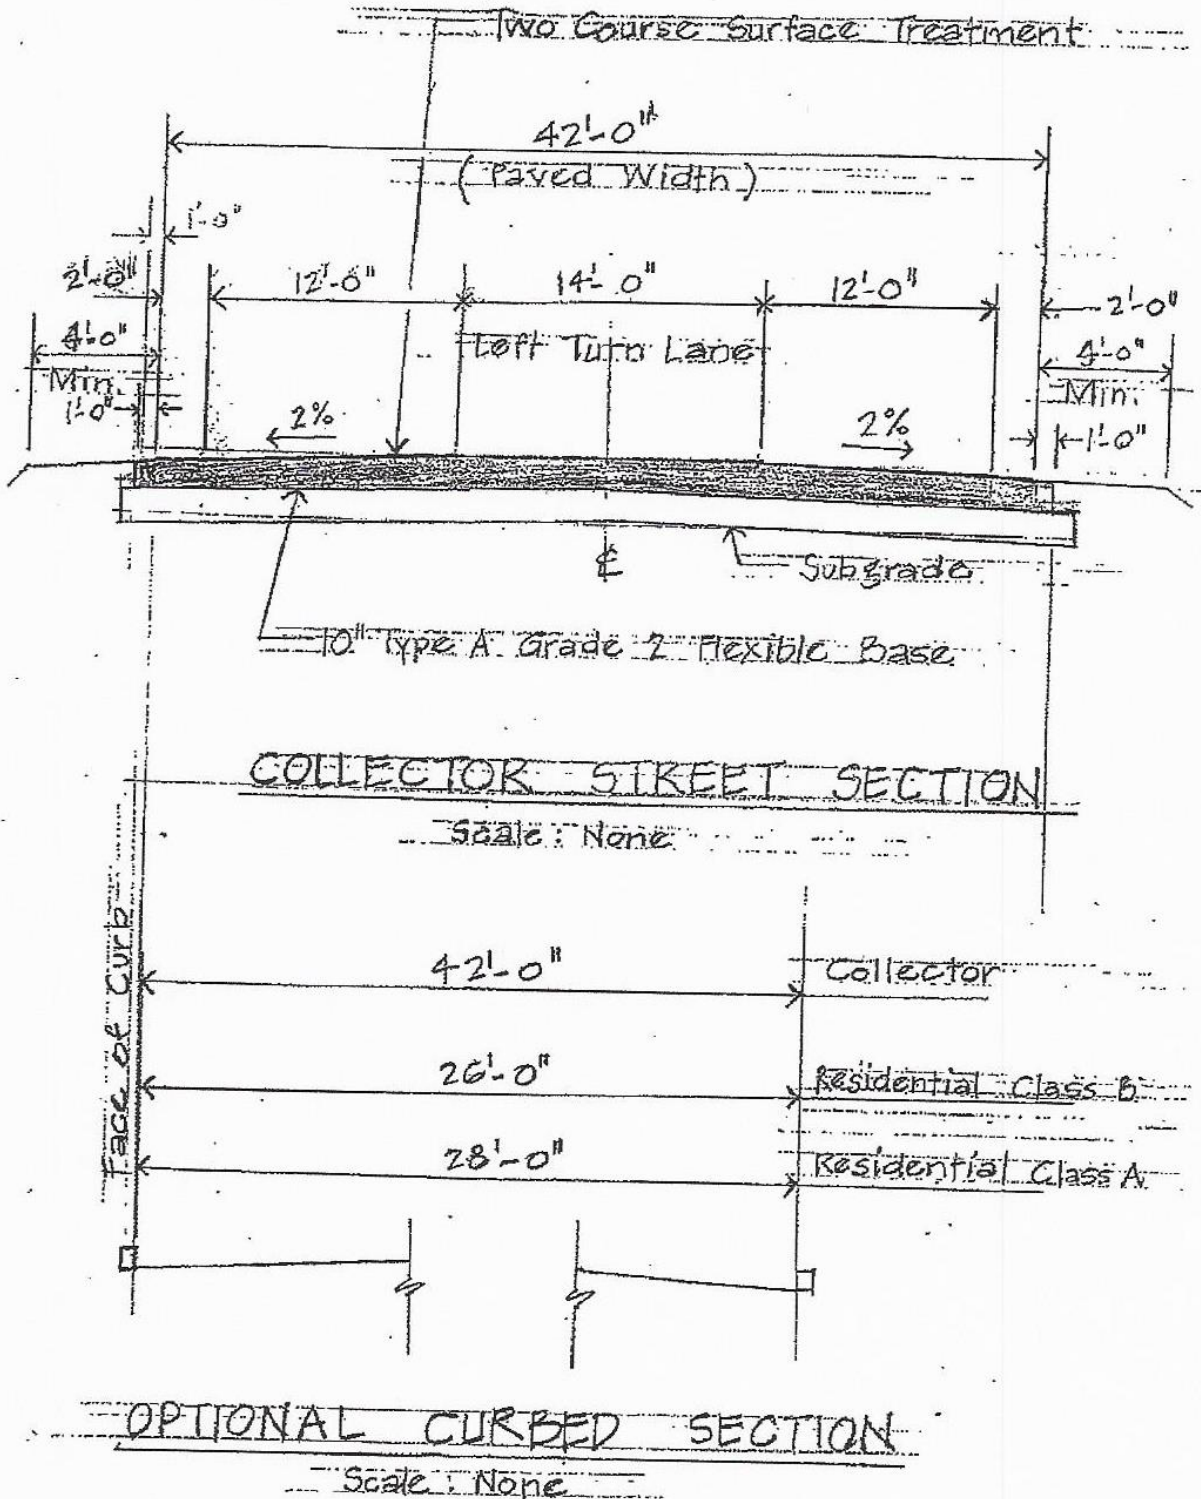 Two Course Surface Treatment
42'-0"
(Paved Width)
1'-0"
2'-0" 12'-0" 14'-0" 12'-0" 2'-0"
4'-0" Left Turn Lane 4'-0"
Min. Min.
1'-0" 2% 2% 1'-0"
℄ Subgrade
10" Type A Grade 2 Flexible Base
COLLECTOR STREET SECTION
Scale: None
Face of Curb
42'-0" Collector
26'-0" Residential Class B
28'-0" Residential Class A
OPTIONAL CURBED SECTION
Scale: None